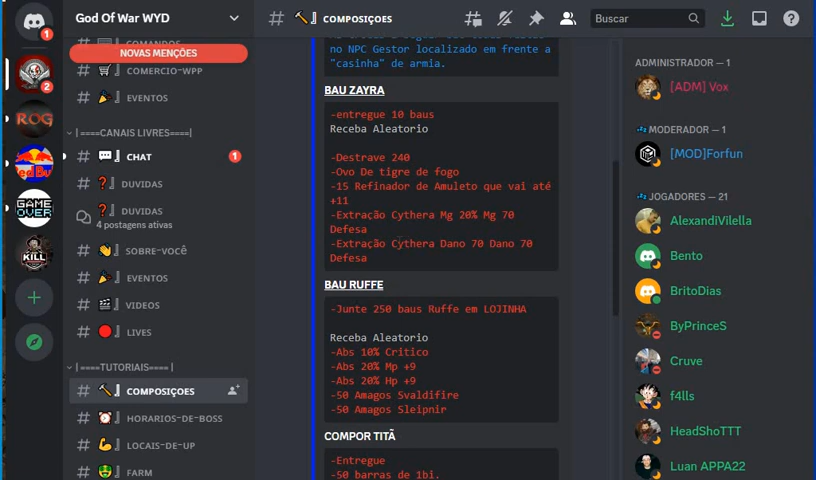 God Of War WYD
1
2
ROG
Red Bu
GAME
OVER
KILL
COMANDOS
NOVAS MENÇÕES
COMERCIO-WPP
EVENTOS
| ====CANAIS LIVRES====|
CHAT
1
DUVIDAS
DUVIDAS
4 postagens ativas
SOBRE-VOCÊ
EVENTOS
VIDEOS
LIVES
| ====TUTORIAIS====|
COMPOSIÇOES
HORARIOS-DE-BOSS
LOCAIS-DE-UP
FARM
COMPOSIÇOES
Buscar
no NPC Gestor localizado em frente a
"casinha" de armia.
BAU ZAYRA
-entregue 10 baus
Receba Aleatorio
-Destrave 240
-Ovo De tigre de fogo
-15 Refinador de Amuleto que vai até
+11
-Extração Cythera Mg 20% Mg 70
Defesa
-Extração Cythera Dano 70 Dano 70
Defesa
BAU RUFFE
-Junte 250 baus Ruffe em LOJINHA
Receba Aleatorio
-Abs 10% Critico
-Abs 20% Mp +9
-Abs 20% Hp +9
-50 Amagos Svaldifire
-50 Amagos Sleipnir
COMPOR TITÃ
-Entregue
-50 barras de 1bi.
ADMINISTRADOR — 1
[ADM] Vox
MODERADOR — 1
[MOD]Forfun
JOGADORES — 21
AlexandiVilella
Bento
BritoDias
ByPrinceS
Cruve
f4lls
HeadShoTTT
Luan APPA22